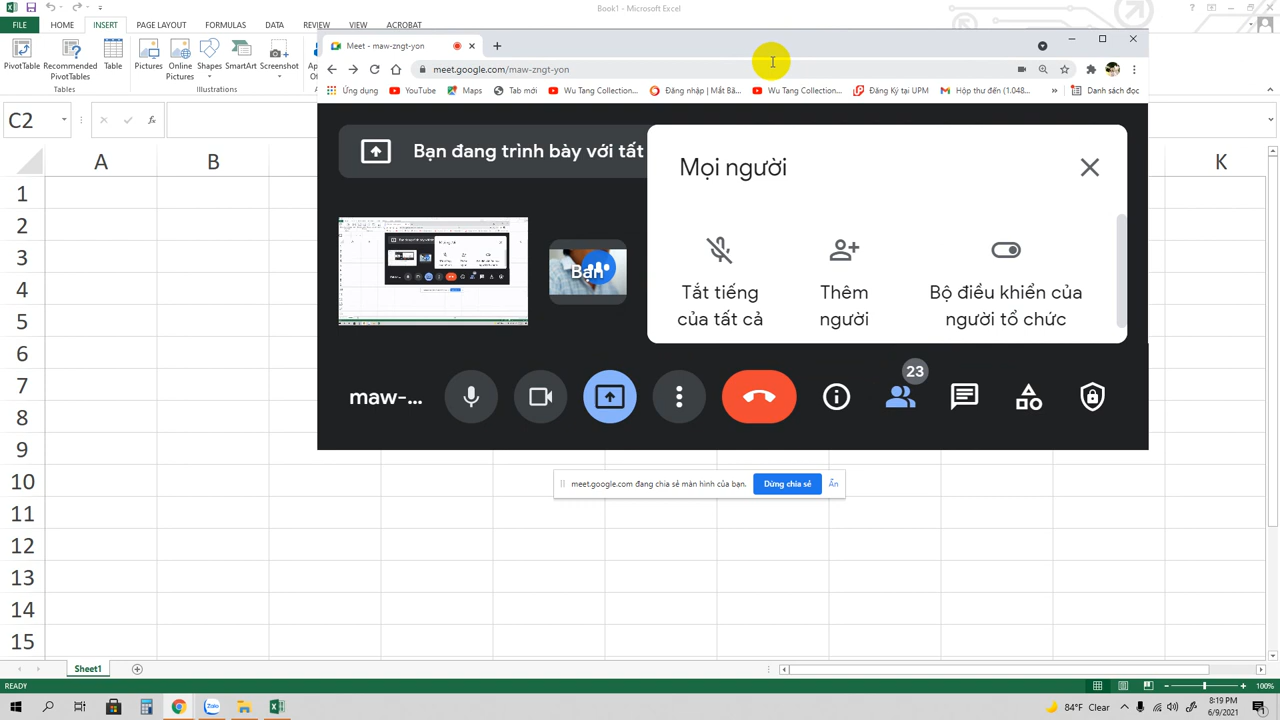 Book1 - Microsoft Excel
FILE HOME INSERT PAGE LAYOUT FORMULAS DATA REVIEW VIEW ACROBAT
PivotTable Recommended PivotTables Table Pictures Online Pictures Shapes SmartArt Screenshot
Tables Illustrations
C2
Meet - maw-zngt-yon
meet.google.com/maw-zngt-yon
Ứng dụng YouTube Maps Tab mới Wu Tang Collection... Đăng nhập | Mắt Bã... Wu Tang Collection... Đăng Ký tại UPM Hộp thư đến (1.048... Danh sách đọc
Bạn đang trình bày với tất
Mọi người
Bạn
Tắt tiếng của tất cả
Thêm người
Bộ điều khiển của người tổ chức
maw-...
23
meet.google.com đang chia sẻ màn hình của bạn. Dừng chia sẻ Ẩn
A B K
1
2
3
4
5
6
7
8
9
10
11
12
13
14
15
Sheet1
READY
100%
Zalo
84°F Clear
8:19 PM
6/9/2021